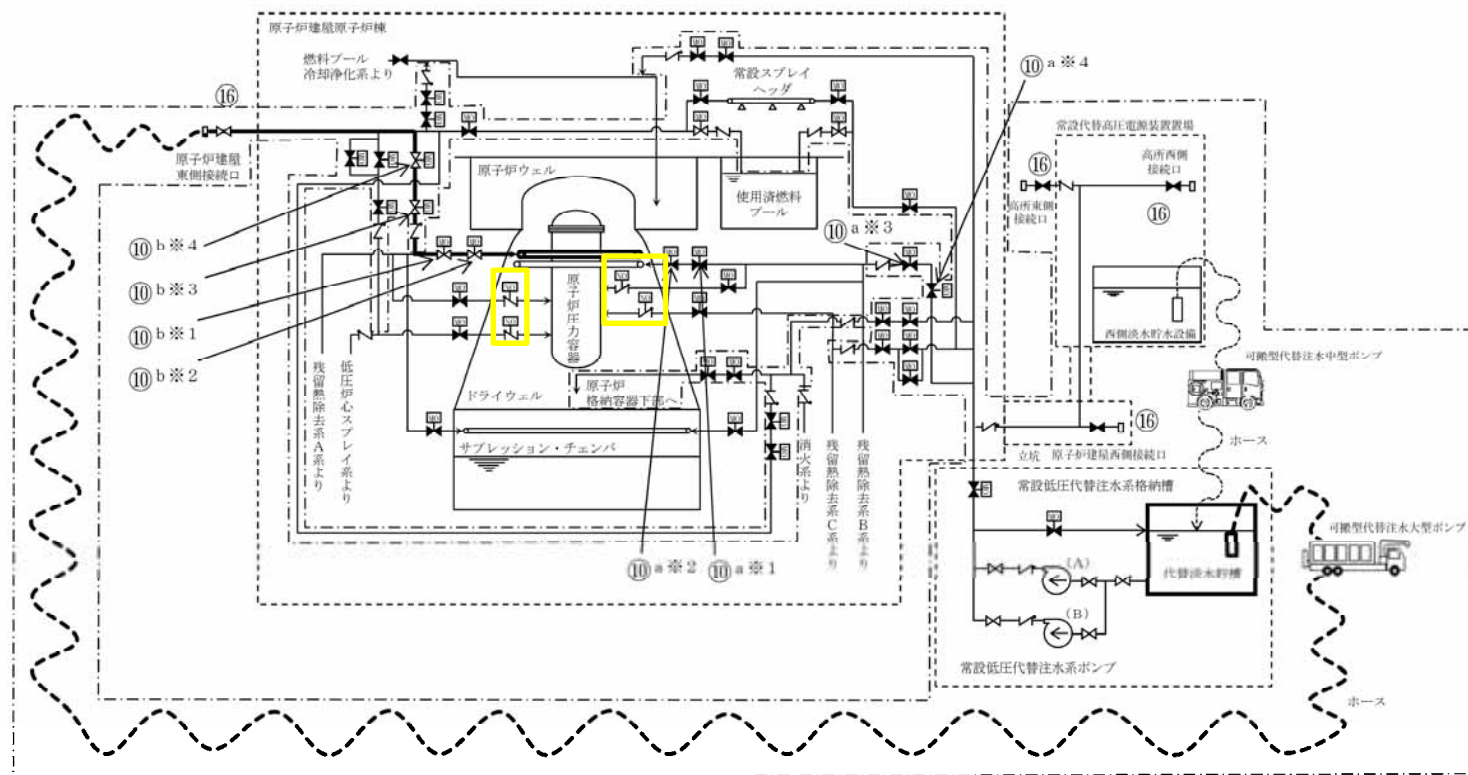 原子炉建屋原子炉棟
燃料プール
冷却浄化系より
常設スプレイ
ヘッダ
⑩a※4
⑯
常設代替高圧電源装置置場
⑯
高所西側
接続口
原子炉建屋
東側接続口
原子炉ウェル
使用済燃料
プール
高所東側
接続口
⑯
⑩b※4
⑩a※3
⑩b※3
原子炉圧力容器
西側淡水貯水設備
⑩b※1
可搬型代替注水中型ポンプ
⑩b※2
残留熱除去系A系より
低圧炉心スプレイ系より
ドライウェル
原子炉
格納容器下部へ
⑯
サプレッション・チェンバ
消火系より
残留熱除去系C系より
残留熱除去系B系より
ホース
立坑
原子炉建屋西側接続口
常設低圧代替注水系格納槽
可搬型代替注水大型ポンプ
⑩a※2
⑩a※1
(A)
代替淡水貯槽
(B)
常設低圧代替注水系ポンプ
ホース